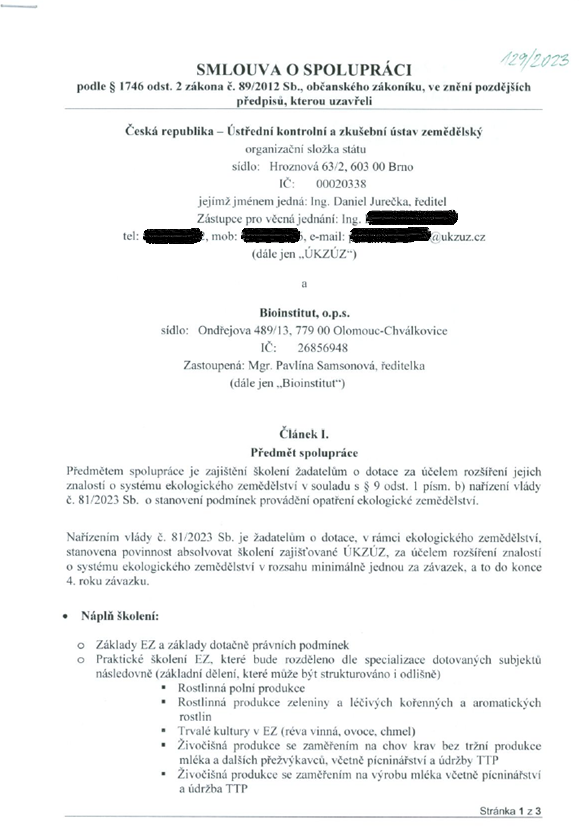 129/2023
SMLOUVA O SPOLUPRÁCI
podle § 1746 odst. 2 zákona č. 89/2012 Sb., občanského zákoníku, ve znění pozdějších
předpisů, kterou uzavřeli
Česká republika – Ústřední kontrolní a zkušební ústav zemědělský
organizační složka státu
sídlo: Hroznová 63/2, 603 00 Brno
IČ: 00020338
jejímž jménem jedná: Ing. Daniel Jurečka, ředitel
Zástupce pro věcná jednání: Ing.
tel: , mob: , e-mail: @ukzuz.cz
(dále jen „ÚKZÚZ“)
a
Bioinstitut, o.p.s.
sídlo: Ondřejova 489/13, 779 00 Olomouc-Chválkovice
IČ: 26856948
Zastoupená: Mgr. Pavlína Samsonová, ředitelka
(dále jen „Bioinstitut“)
Článek I.
Předmět spolupráce
Předmětem spolupráce je zajištění školení žadatelům o dotace za účelem rozšíření jejich
znalostí o systému ekologického zemědělství v souladu s § 9 odst. 1 písm. b) nařízení vlády
č. 81/2023 Sb. o stanovení podmínek provádění opatření ekologické zemědělství.
Nařízením vlády č. 81/2023 Sb. je žadatelům o dotace, v rámci ekologického zemědělství,
stanovena povinnost absolvovat školení zajišťované ÚKZÚZ, za účelem rozšíření znalostí
o systému ekologického zemědělství v rozsahu minimálně jednou za závazek, a to do konce
4. roku závazku.
• Náplň školení:
o Základy EZ a základy dotačně právních podmínek
o Praktické školení EZ, které bude rozděleno dle specializace dotovaných subjektů
následovně (základní dělení, které může být strukturováno i odlišně)
▪ Rostlinná polní produkce
▪ Rostlinná produkce zeleniny a léčivých kořenných a aromatických
rostlin
▪ Trvalé kultury v EZ (réva vinná, ovoce, chmel)
▪ Živočišná produkce se zaměřením na chov krav bez tržní produkce
mléka a dalších přežvýkavců, včetně pícninářství a údržby TTP
▪ Živočišná produkce se zaměřením na výrobu mléka včetně pícninářství
a údržba TTP
Stránka 1 z 3